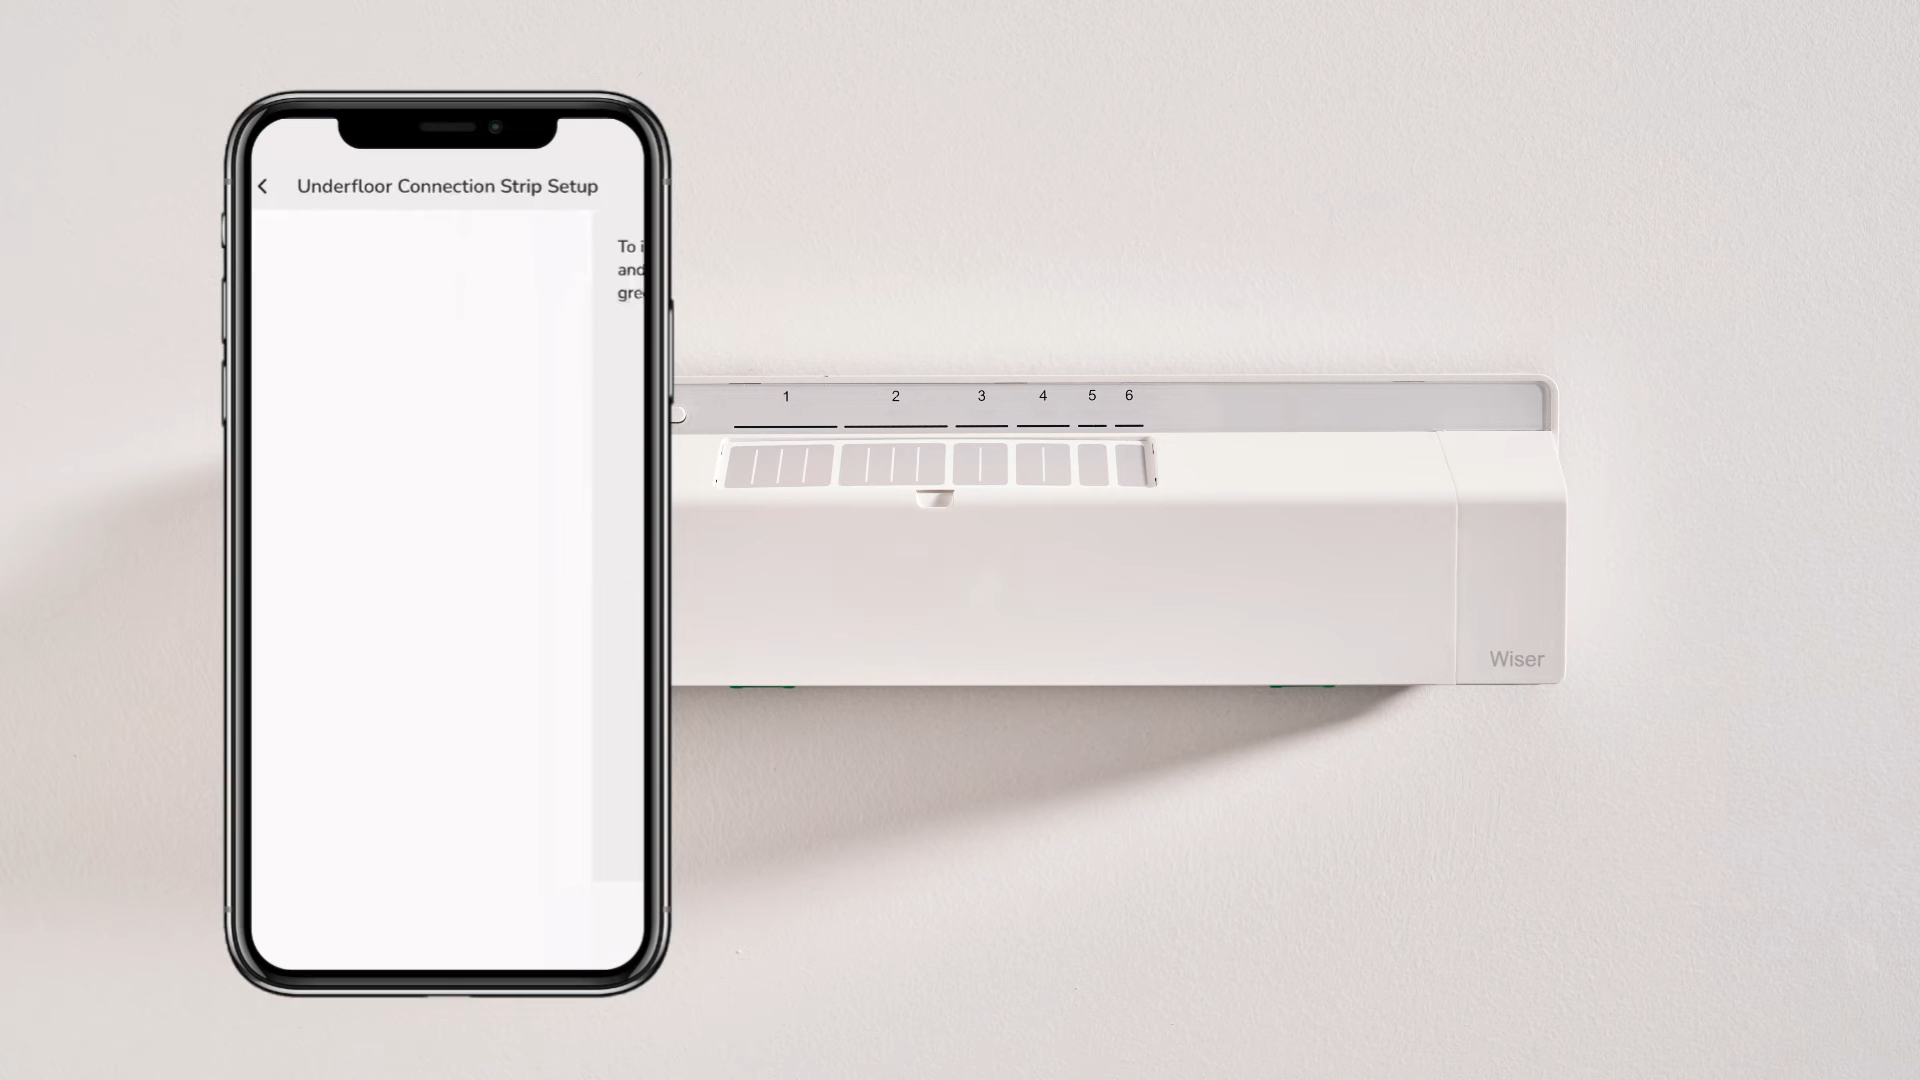 Underfloor Connection Strip Setup
To
and
1 2 3 4 5 6
Wiser